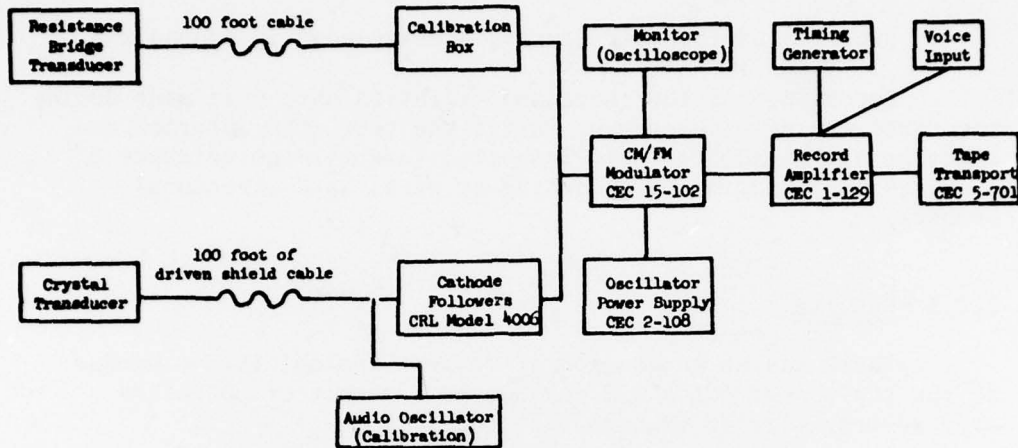 Resistance
Bridge
Transducer
100 foot cable
Calibration
Box
Monitor
(Oscilloscope)
Timing
Generator
Voice
Input
CM/FM
Modulator
CEC 15-102
Record
Amplifier
CEC 1-129
Tape
Transport
CEC 5-701
Crystal
Transducer
100 foot of
driven shield cable
Cathode
Followers
CRL Model 4006
Oscillator
Power Supply
CEC 2-108
Audio Oscillator
(Calibration)